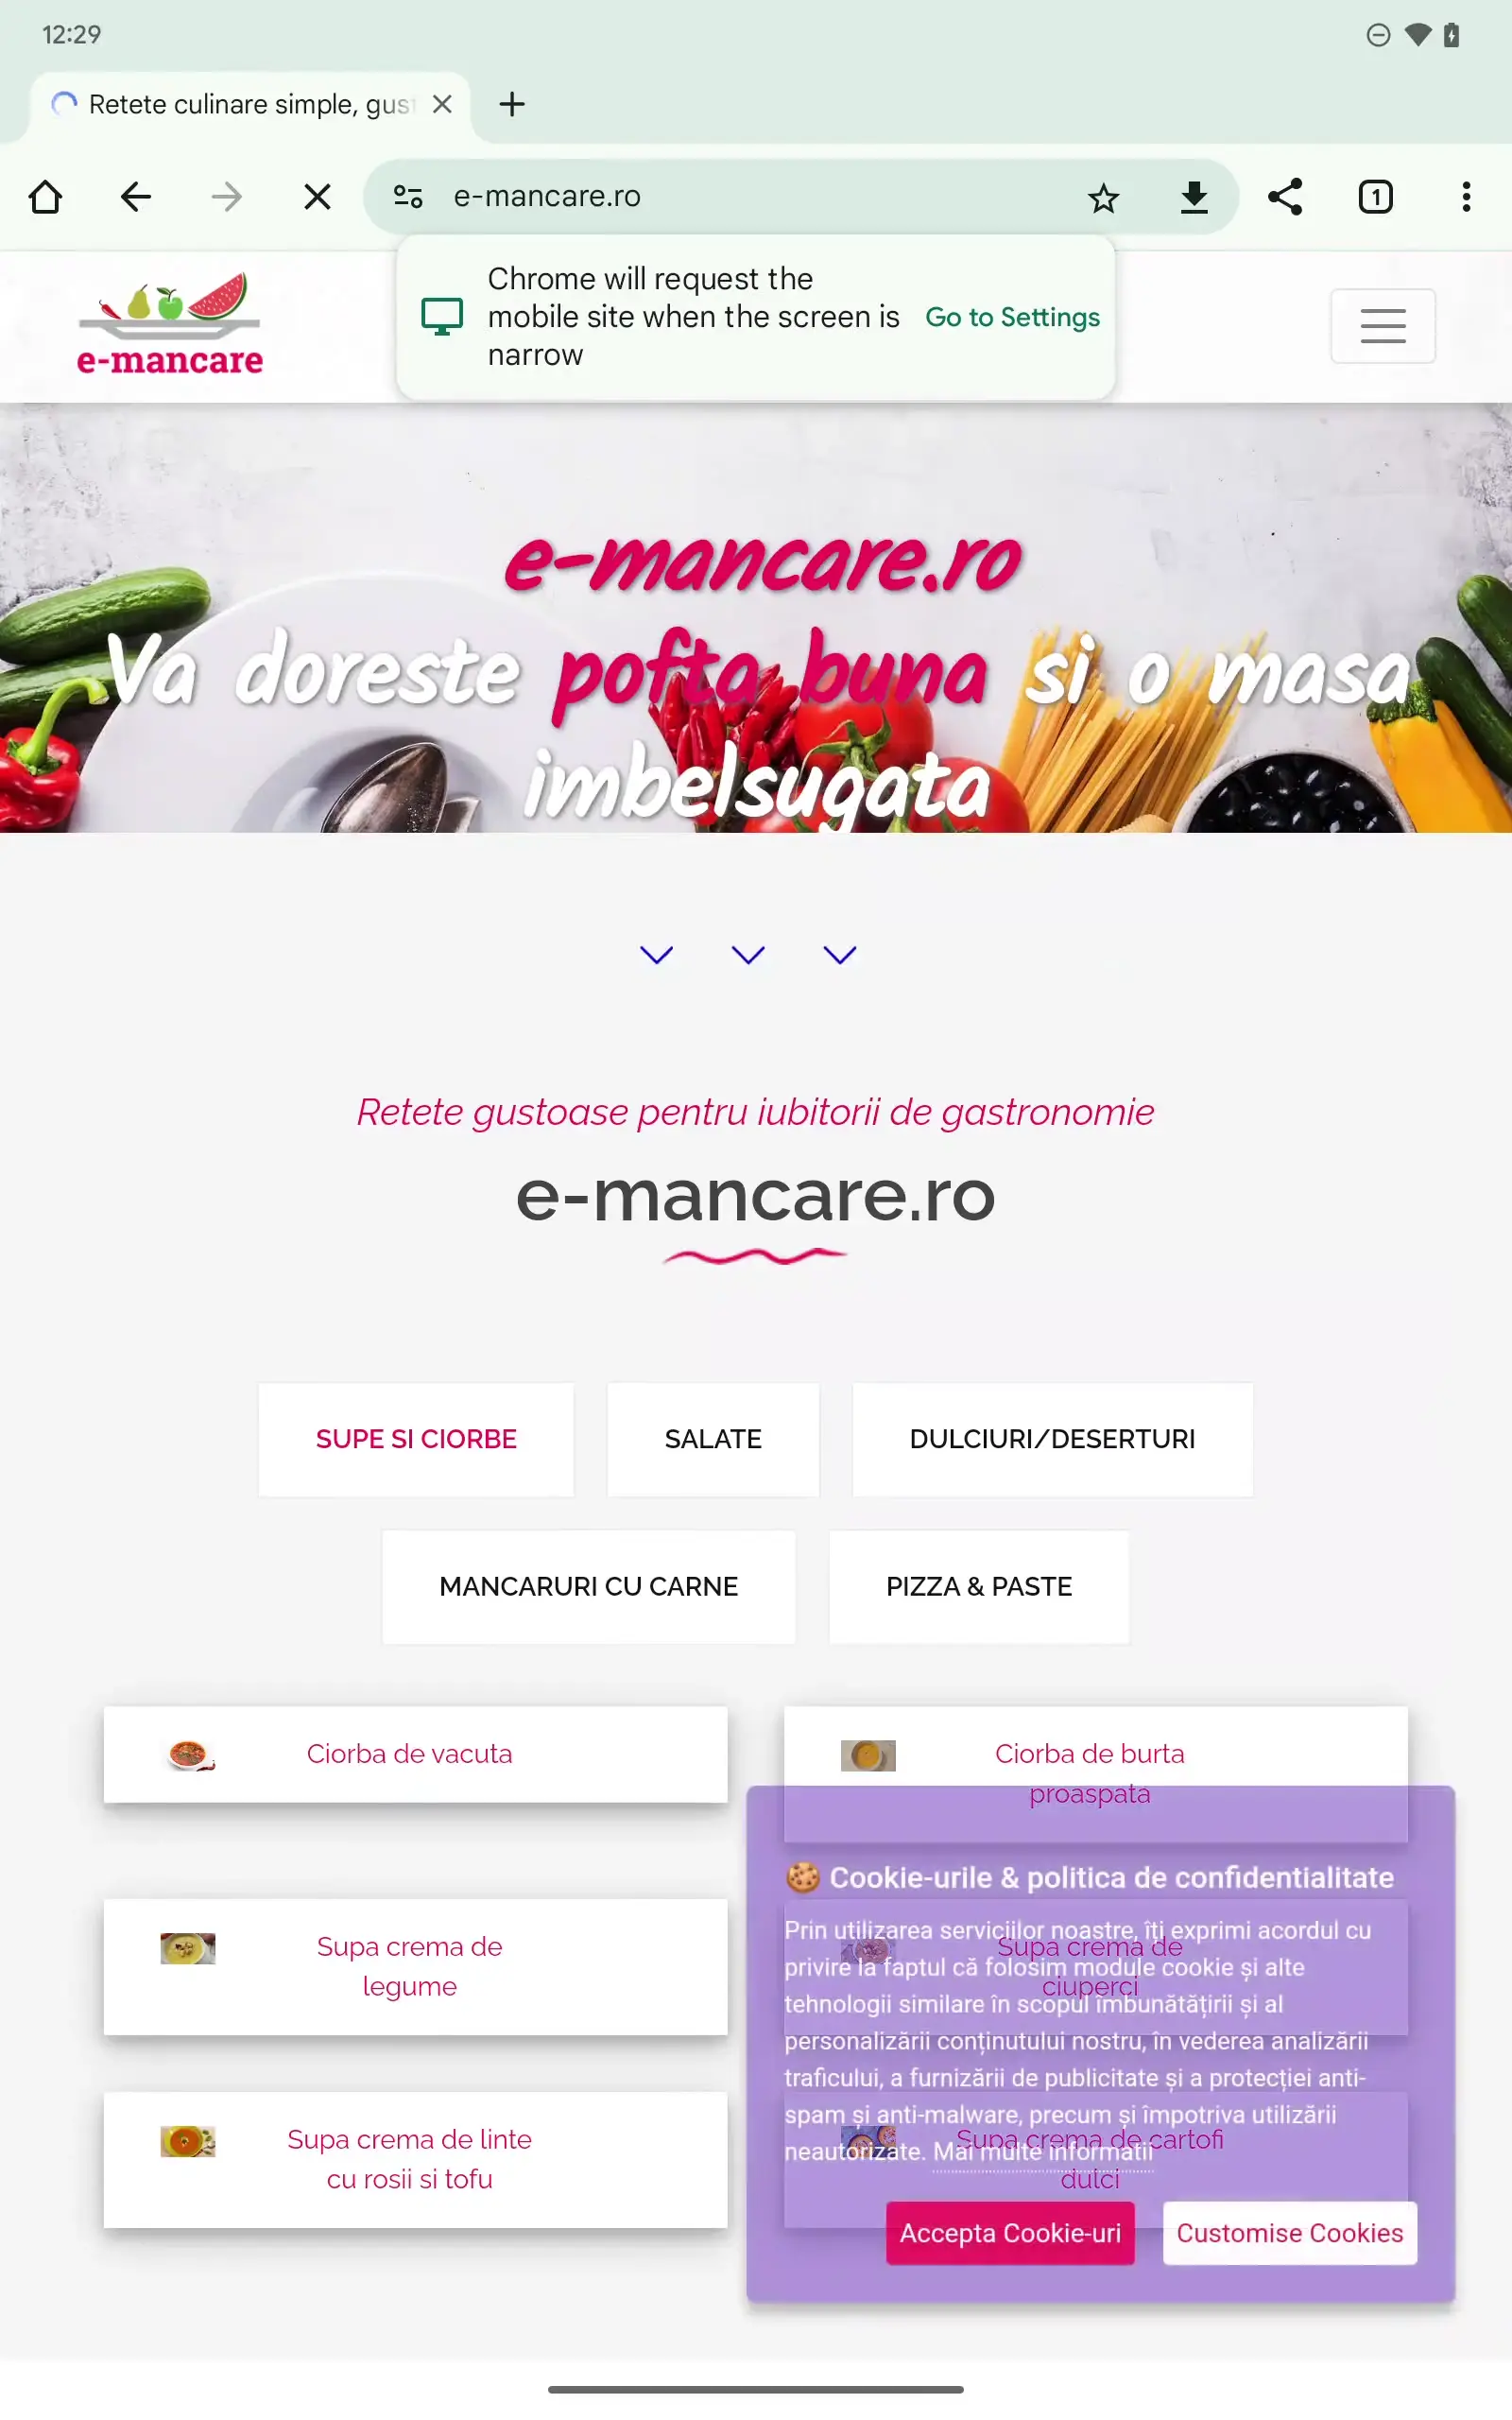 12:29
Retete culinare simple, gust
e-mancare.ro
1
Chrome will request the
mobile site when the screen is
narrow
Go to Settings
e-mancare
e-mancare.ro
Va doreste pofta buna si o masa
imbelsugata
Retete gustoase pentru iubitorii de gastronomie
e-mancare.ro
SUPE SI CIORBE
SALATE
DULCIURI/DESERTURI
MANCARURI CU CARNE
PIZZA & PASTE
Ciorba de vacuta
Ciorba de burta
proaspata
Supa crema de
legume
Supa crema de
ciuperci
Supa crema de linte
cu rosii si tofu
Supa crema de cartofi
dulci
Cookie-urile & politica de confidentialitate
Prin utilizarea serviciilor noastre, îți exprimi acordul cu
privire la faptul că folosim module cookie și alte
tehnologii similare în scopul îmbunătățirii și al
personalizării conținutului nostru, în vederea analizării
traficului, a furnizării de publicitate și a protecției anti-
spam și anti-malware, precum și împotriva utilizării
neautorizate. Mai multe informatii
Accepta Cookie-uri
Customise Cookies